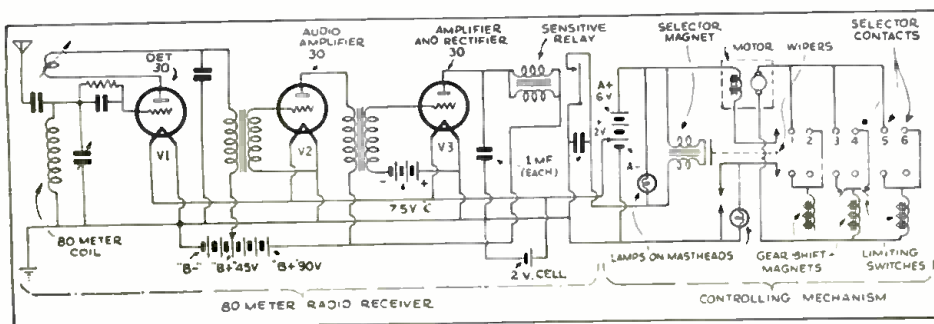 DET
30
AUDIO
AMPLIFIER
30
AMPLIFIER
AND RECTIFIER
30
SENSITIVE
RELAY
SELECTOR
MAGNET
MOTOR
WIPERS
SELECTOR
CONTACTS
A+
6V
+
2V
A-
V1
V2
V3
1 2 3 4 5 6
- +
7.5V C
.1 MF
(EACH)
80 METER
COIL
"B-"
"B+45V
B+90V
2 V. CELL
LAMPS ON MASTHEADS
GEAR SHIFT-
MAGNETS
LIMITING
SWITCHES
80 METER RADIO RECEIVER
CONTROLLING MECHANISM